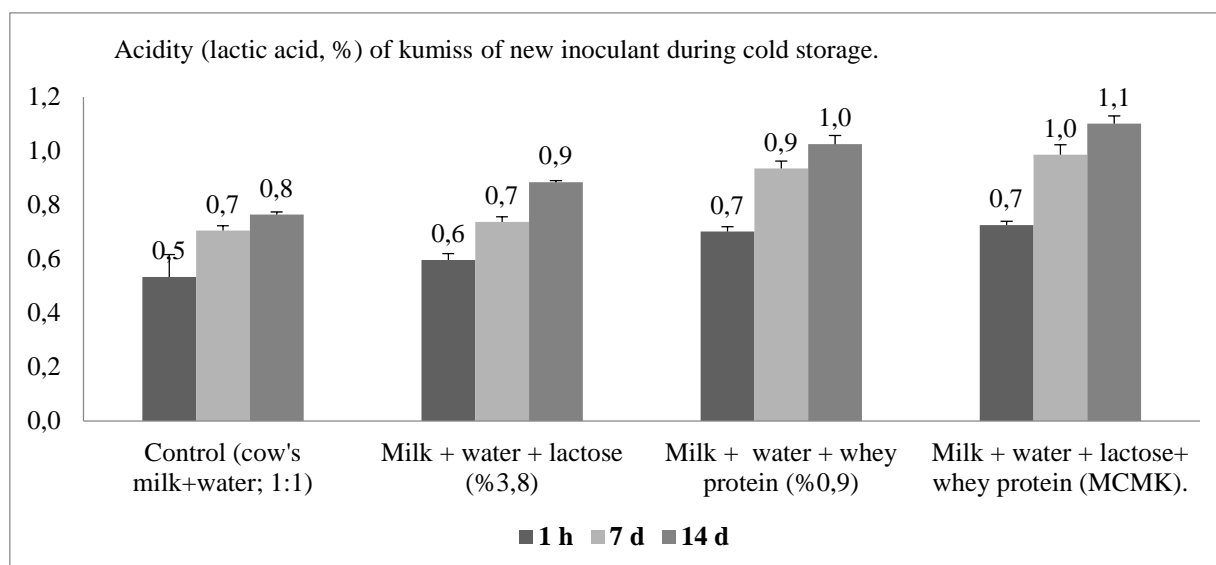 Acidity (lactic acid, %) of kumiss of new inoculant during cold storage.
1,2
1,0
0,8
0,6
0,4
0,2
0,0
0,5
0,7
0,8
0,6
0,7
0,9
0,7
0,9
1,0
0,7
1,0
1,1
Control (cow's
milk+water; 1:1)
Milk + water + lactose
(%3,8)
Milk + water + whey
protein (%0,9)
Milk + water + lactose+
whey protein (MCMK).
1 h 7 d 14 d